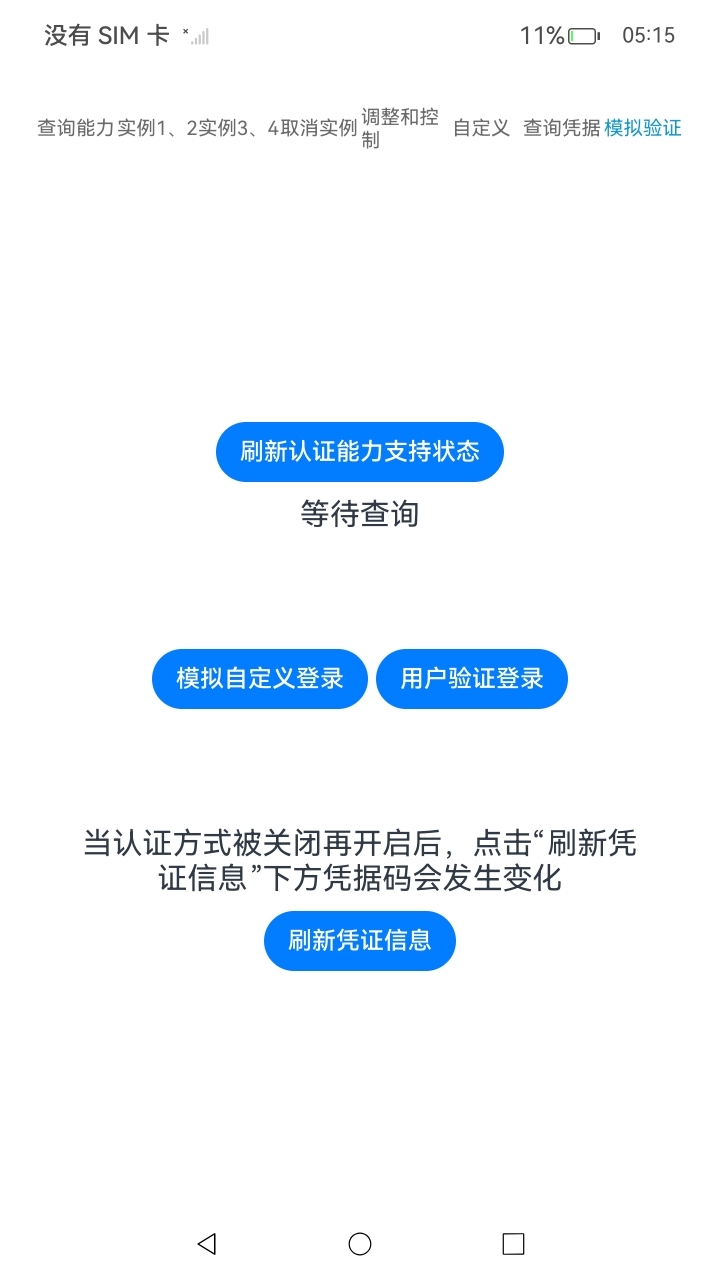 没有 SIM 卡
11%
05:15
查询能力 实例1、2 实例3、4 取消实例 调整和控制 自定义 查询凭据 模拟验证
刷新认证能力支持状态
等待查询
模拟自定义登录 用户验证登录
当认证方式被关闭再开启后，点击“刷新凭
证信息”下方凭据码会发生变化
刷新凭证信息